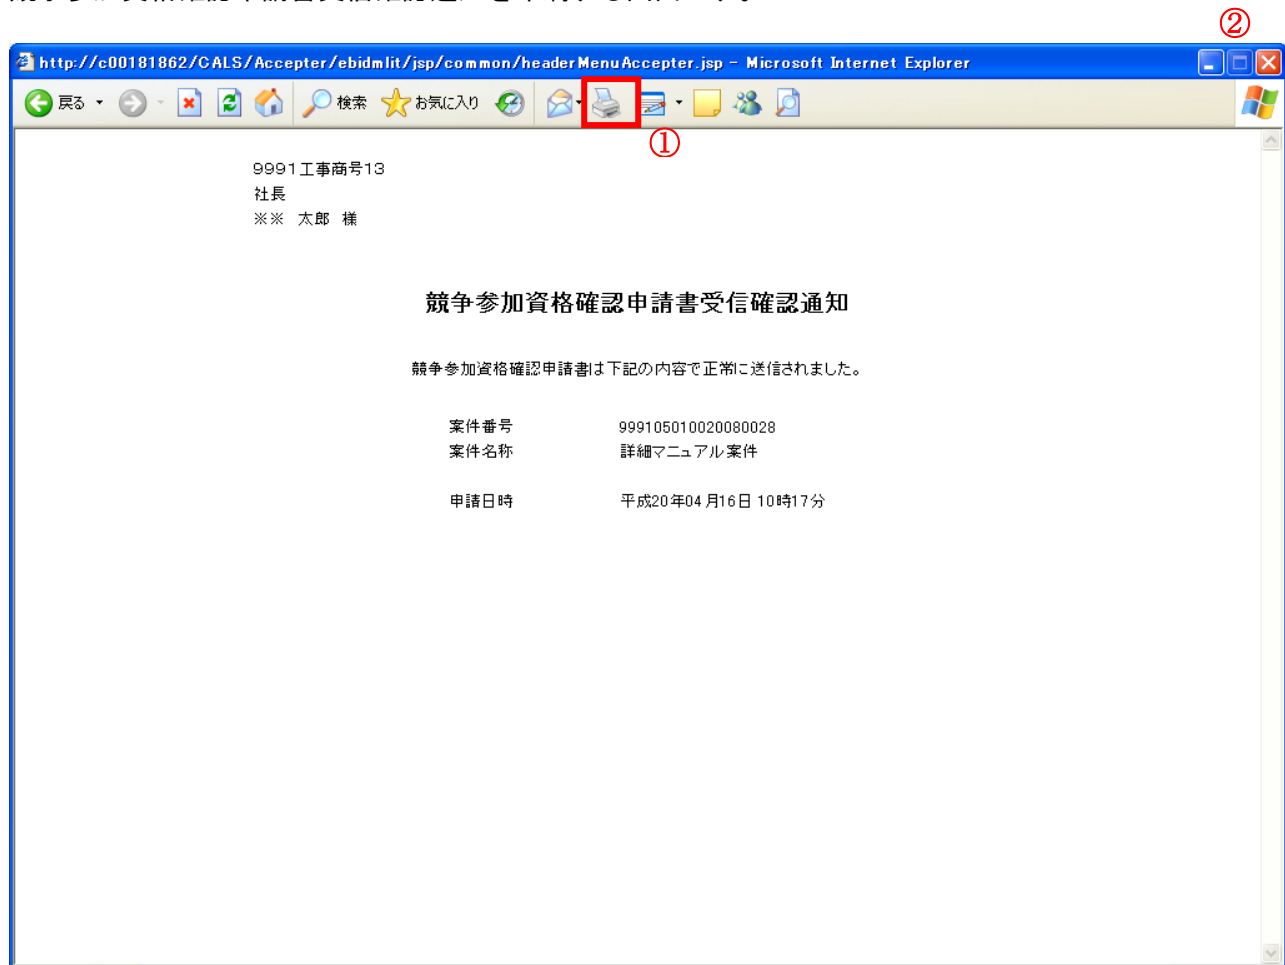 ②
http://c00181862/CALS/Accepter/ebidmlit/jsp/common/headerMenuAccepter.jsp - Microsoft Internet Explorer
戻る 検索 お気に入り
①
9991工事商号13
社長
※※ 太郎 様
競争参加資格確認申請書受信確認通知
競争参加資格確認申請書は下記の内容で正常に送信されました。
案件番号 999105010020080028
案件名称 詳細マニュアル案件
申請日時 平成20年04月16日 10時17分